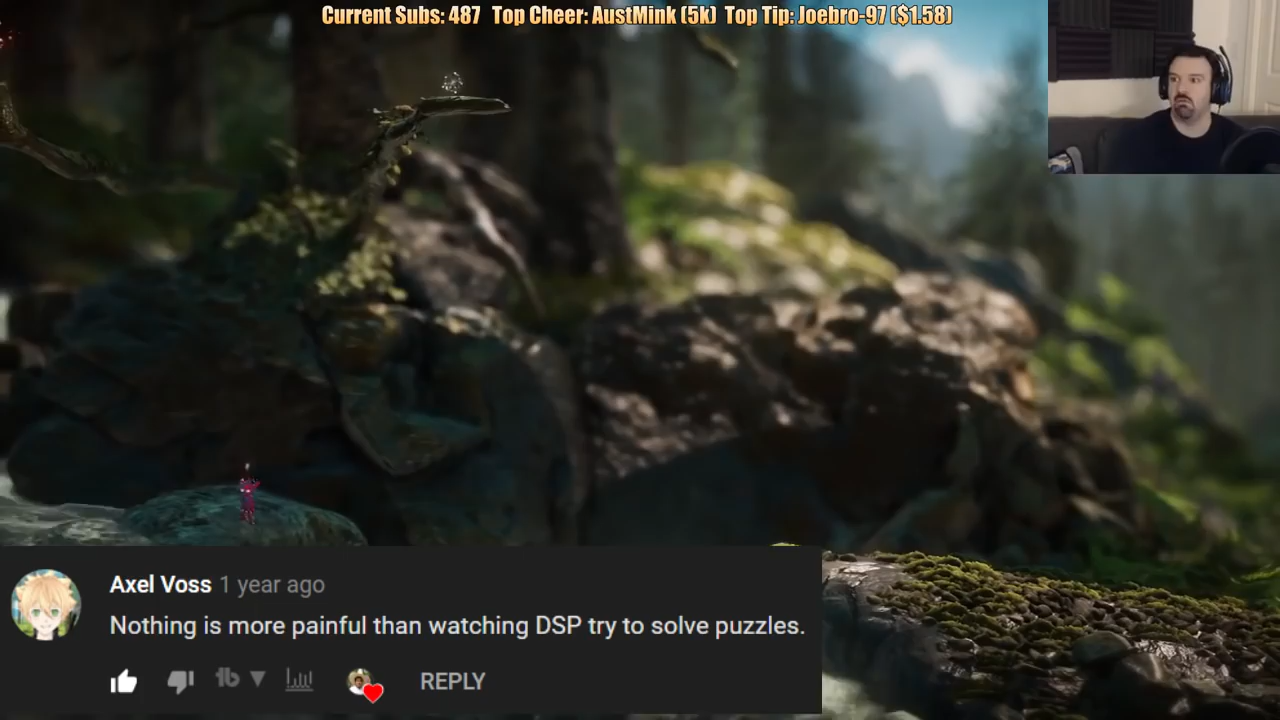 Current Subs: 487 Top Cheer: AustMink (5k) Top Tip: Joebro-97 ($1.58)
Axel Voss 1 year ago
Nothing is more painful than watching DSP try to solve puzzles.
REPLY